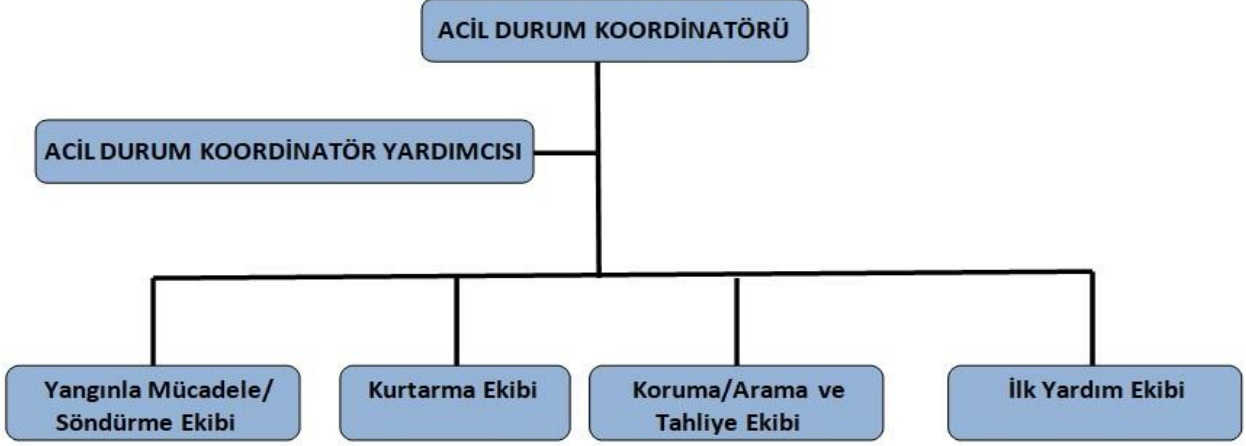 ACİL DURUM KOORDİNATÖRÜ
ACİL DURUM KOORDİNATÖR YARDIMCISI
Yangınla Mücadele/
Söndürme Ekibi
Kurtarma Ekibi
Koruma/Arama ve
Tahliye Ekibi
İlk Yardım Ekibi